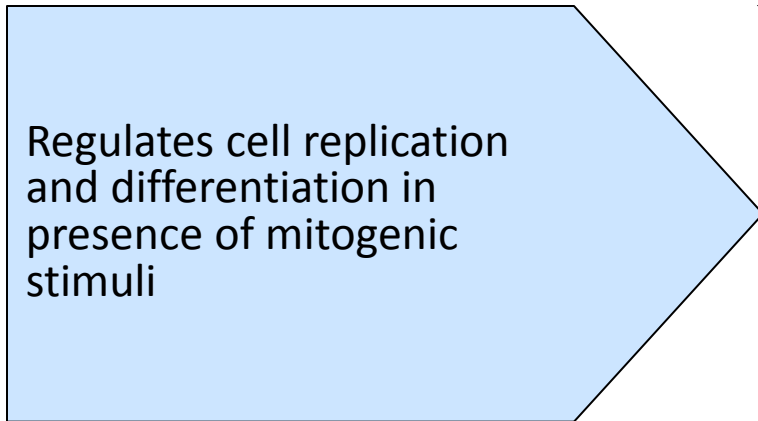 Regulates cell replication
and differentiation in
presence of mitogenic
stimuli